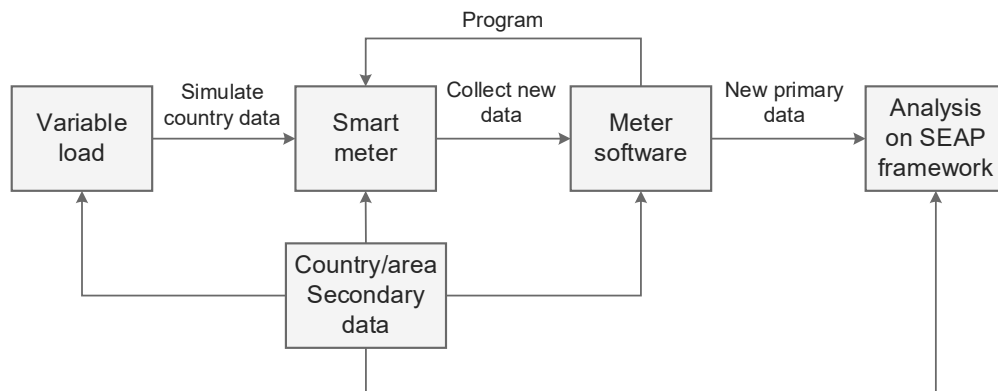 Program
Simulate
country data
Collect new
data
New primary
data
Variable
load
Smart
meter
Meter
software
Analysis
on SEAP
framework
Country/area
Secondary
data